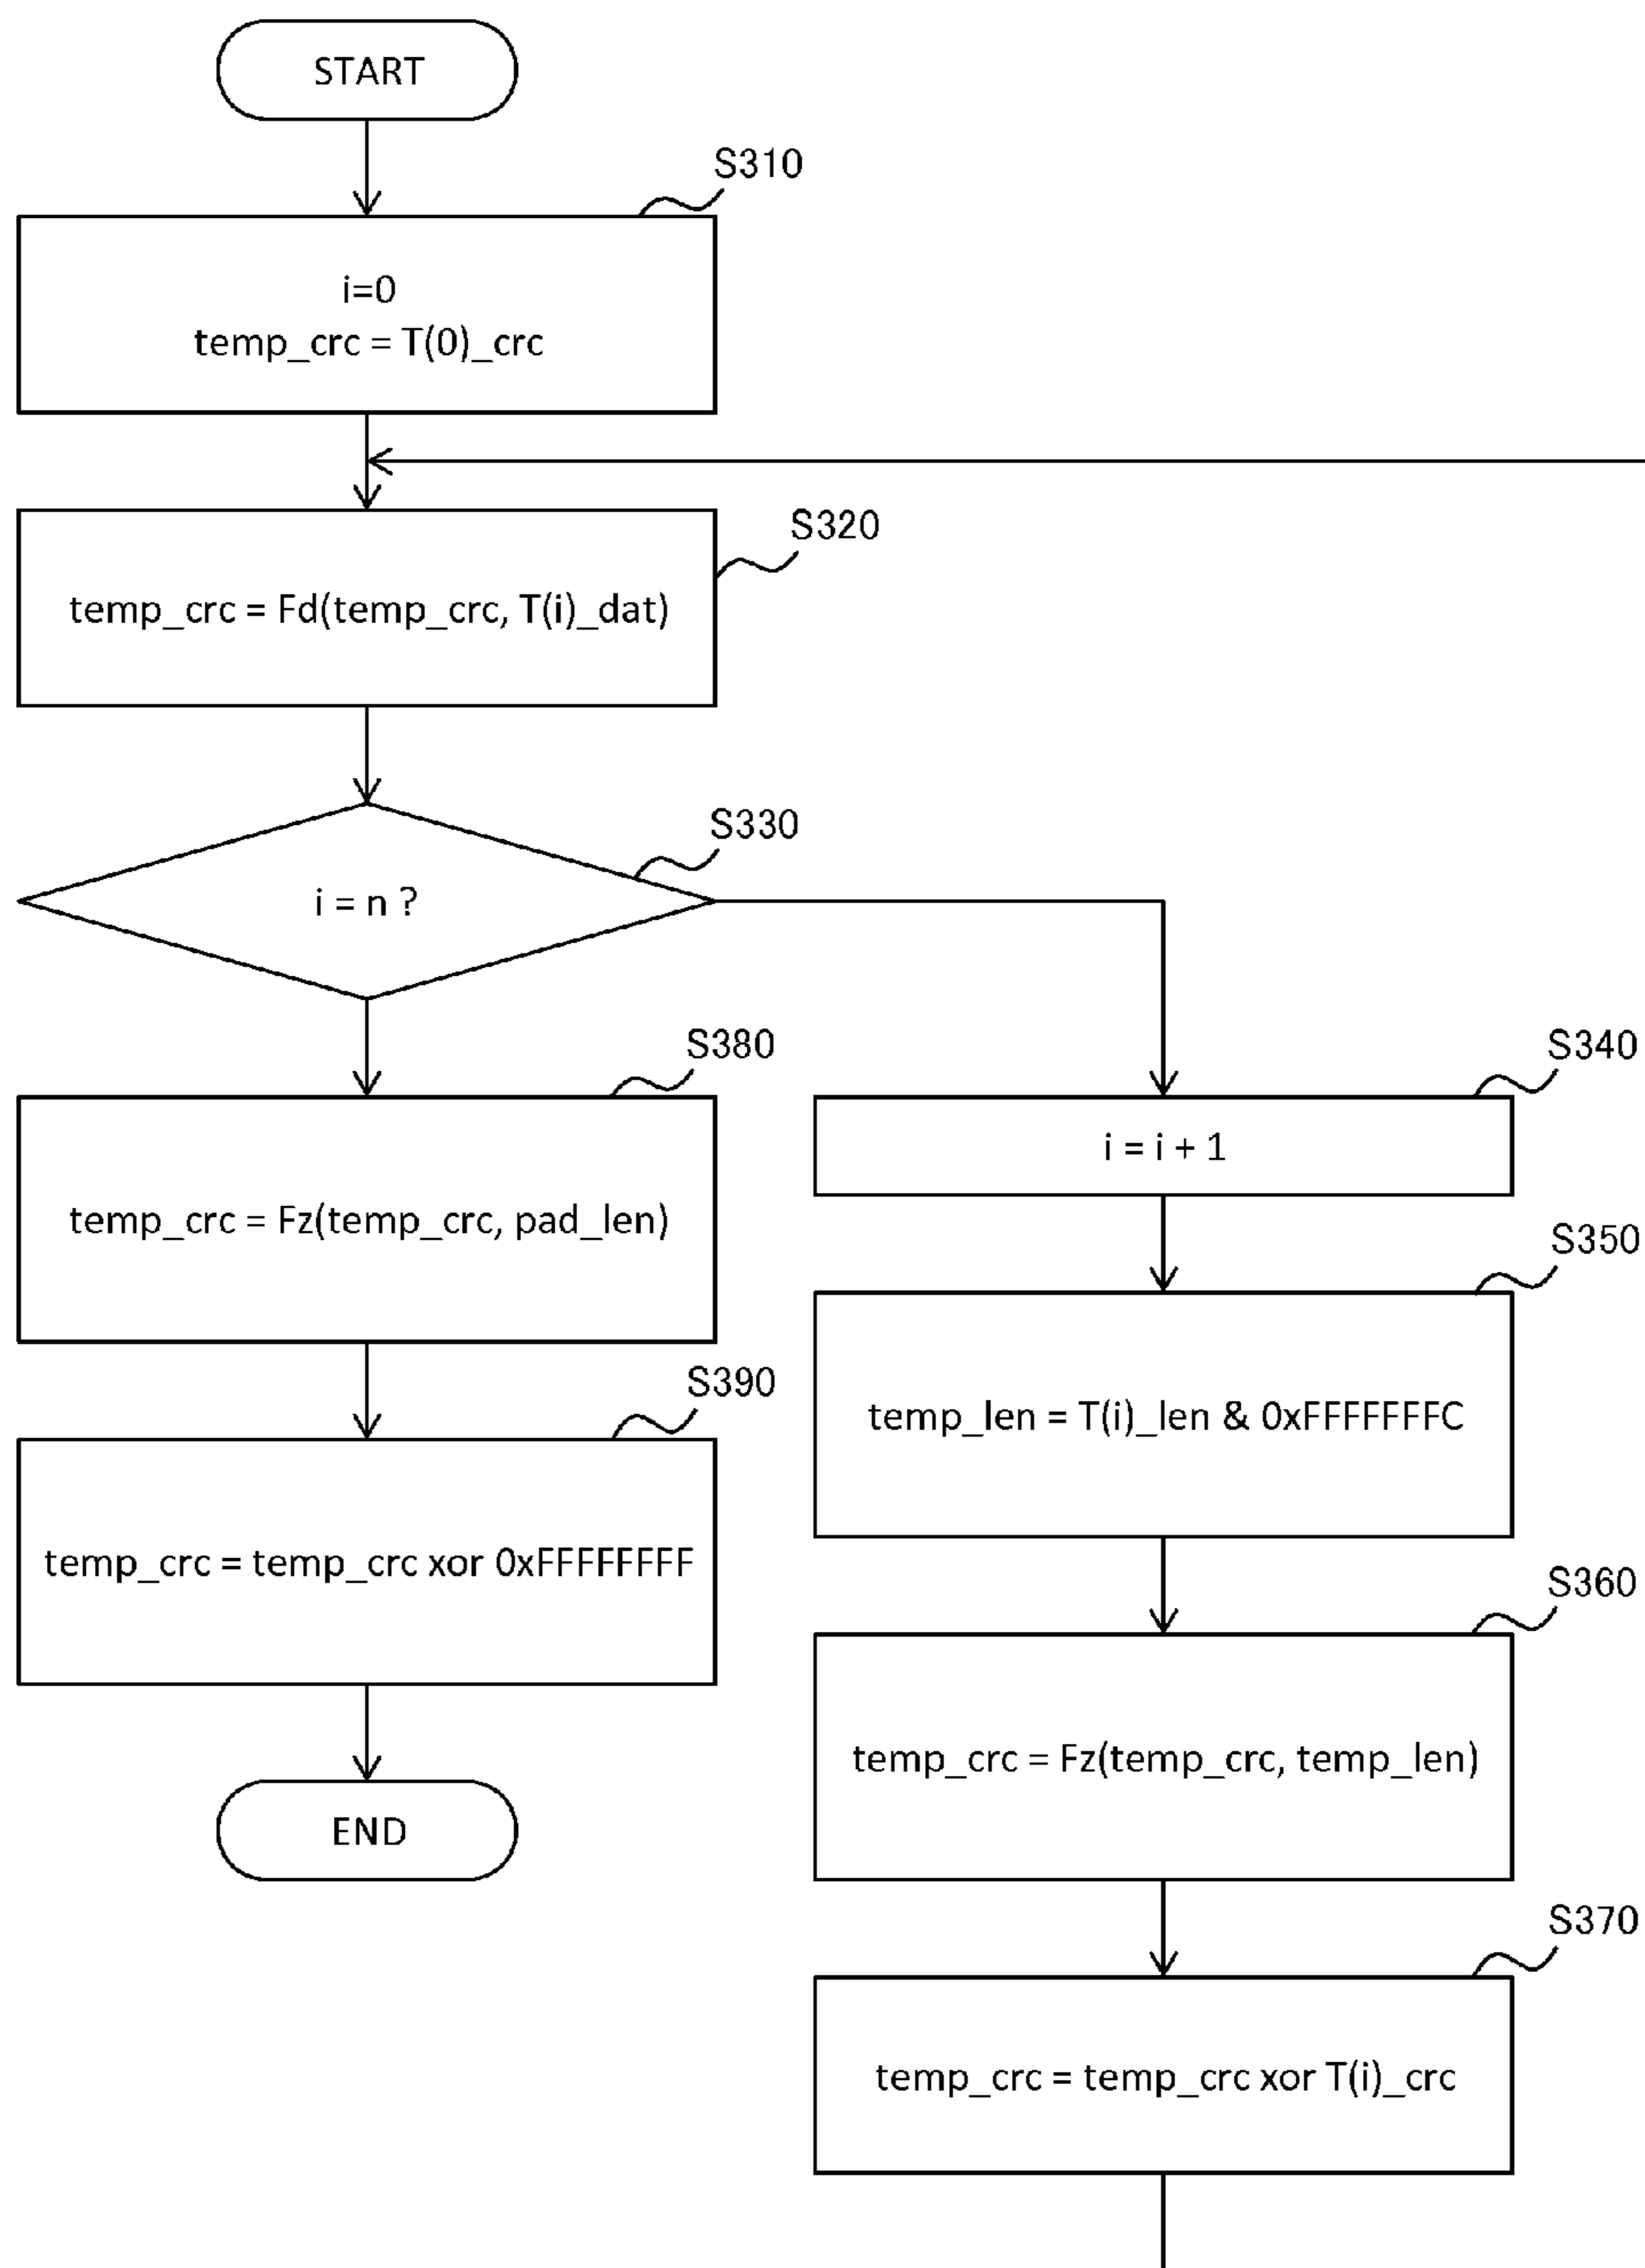 START
S310
i=0
temp_crc = T(0)_crc
S320
temp_crc = Fd(temp_crc, T(i)_dat)
S330
i = n ?
S380
temp_crc = Fz(temp_crc, pad_len)
S390
temp_crc = temp_crc xor 0xFFFFFFFF
END
S340
i = i + 1
S350
temp_len = T(i)_len & 0xFFFFFFFC
S360
temp_crc = Fz(temp_crc, temp_len)
S370
temp_crc = temp_crc xor T(i)_crc